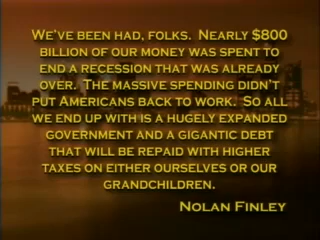 We've been had, folks. Nearly $800
billion of our money was spent to
end a recession that was already
over. The massive spending didn't
put Americans back to work. So all
we end up with is a hugely expanded
government and a gigantic debt
that will be repaid with higher
taxes on either ourselves or our
grandchildren.
Nolan Finley